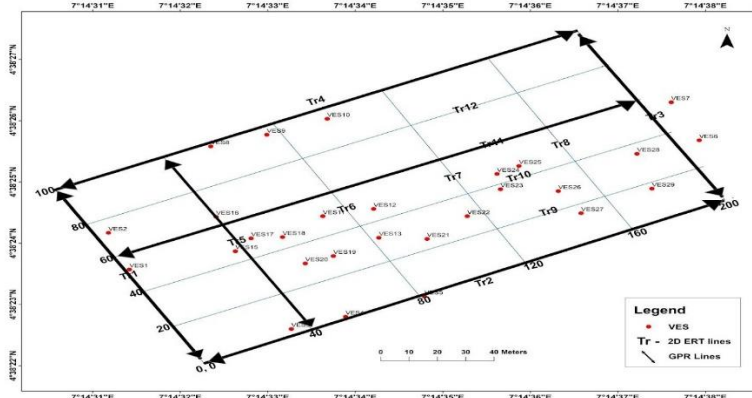 7°14'31"E 7°14'32"E 7°14'33"E 7°14'34"E 7°14'35"E 7°14'36"E 7°14'37"E 7°14'38"E
4°38'27"N
4°38'26"N
4°38'25"N
4°38'24"N
4°38'23"N
4°38'22"N
N
Tr4
VES10
VES9
VES8
Tr12
VES7
Tr3
VES6
Tr11
Tr8
VES28
VES25
VES24
Tr7
Tr10
VES23
VES26
VES29
100
200
80
VES2
VES16
Tr6
VES12
VES22
Tr9
VES27
VES17
VES18
VES13
VES21
160
60
Tr5
VES15
VES19
VES20
VES1
Tr1
40
120
Tr2
80
20
40
0, 0
0 5 10 20 30 40 Meters
Legend
VES
Tr - 2D ERT lines
GPR Lines
7°14'31"E 7°14'32"E 7°14'33"E 7°14'34"E 7°14'35"E 7°14'36"E 7°14'37"E 7°14'38"E